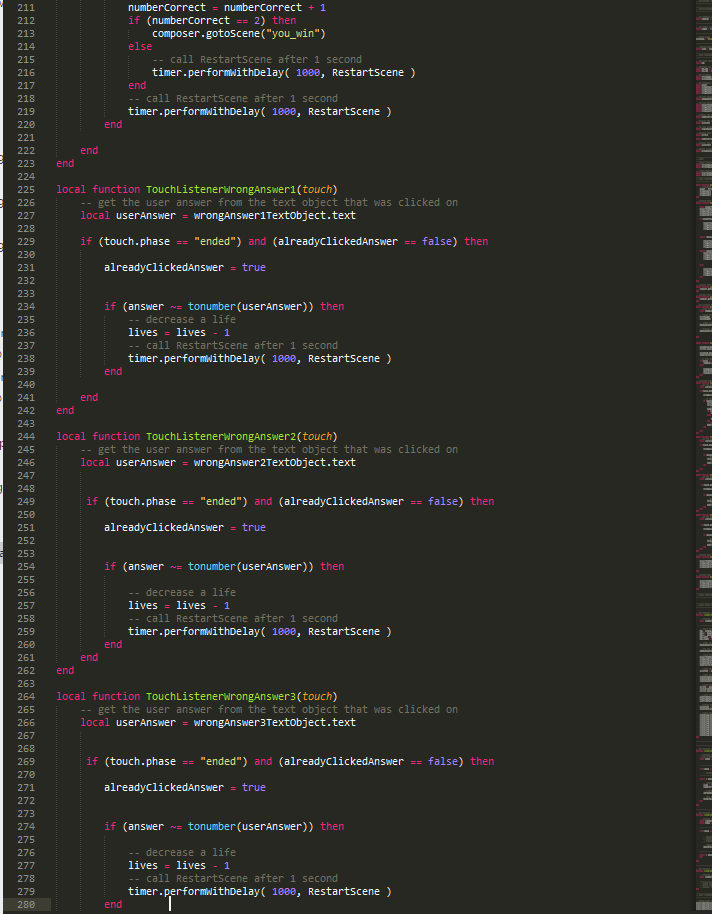 211 numberCorrect = numberCorrect + 1
212 if (numberCorrect == 2) then
213 composer.gotoScene("you_win")
214 else
215 -- call RestartScene after 1 second
216 timer.performWithDelay( 1000, RestartScene )
217 end
218 -- call RestartScene after 1 second
219 timer.performWithDelay( 1000, RestartScene )
220 end
221
222 end
223 end
224
225 local function TouchListenerWrongAnswer1(touch)
226 -- get the user answer from the text object that was clicked on
227 local userAnswer = wrongAnswer1TextObject.text
228
229 if (touch.phase == "ended") and (alreadyClickedAnswer == false) then
230
231 alreadyClickedAnswer = true
232
233
234 if (answer ~= tonumber(userAnswer)) then
235 -- decrease a life
236 lives = lives - 1
237 -- call RestartScene after 1 second
238 timer.performWithDelay( 1000, RestartScene )
239 end
240
241 end
242 end
243
244 local function TouchListenerWrongAnswer2(touch)
245 -- get the user answer from the text object that was clicked on
246 local userAnswer = wrongAnswer2TextObject.text
247
248
249 if (touch.phase == "ended") and (alreadyClickedAnswer == false) then
250
251 alreadyClickedAnswer = true
252
253
254 if (answer ~= tonumber(userAnswer)) then
255
256 -- decrease a life
257 lives = lives - 1
258 -- call RestartScene after 1 second
259 timer.performWithDelay( 1000, RestartScene )
260 end
261 end
262 end
263
264 local function TouchListenerWrongAnswer3(touch)
265 -- get the user answer from the text object that was clicked on
266 local userAnswer = wrongAnswer3TextObject.text
267
268
269 if (touch.phase == "ended") and (alreadyClickedAnswer == false) then
270
271 alreadyClickedAnswer = true
272
273
274 if (answer ~= tonumber(userAnswer)) then
275
276 -- decrease a life
277 lives = lives - 1
278 -- call RestartScene after 1 second
279 timer.performWithDelay( 1000, RestartScene )
280 end